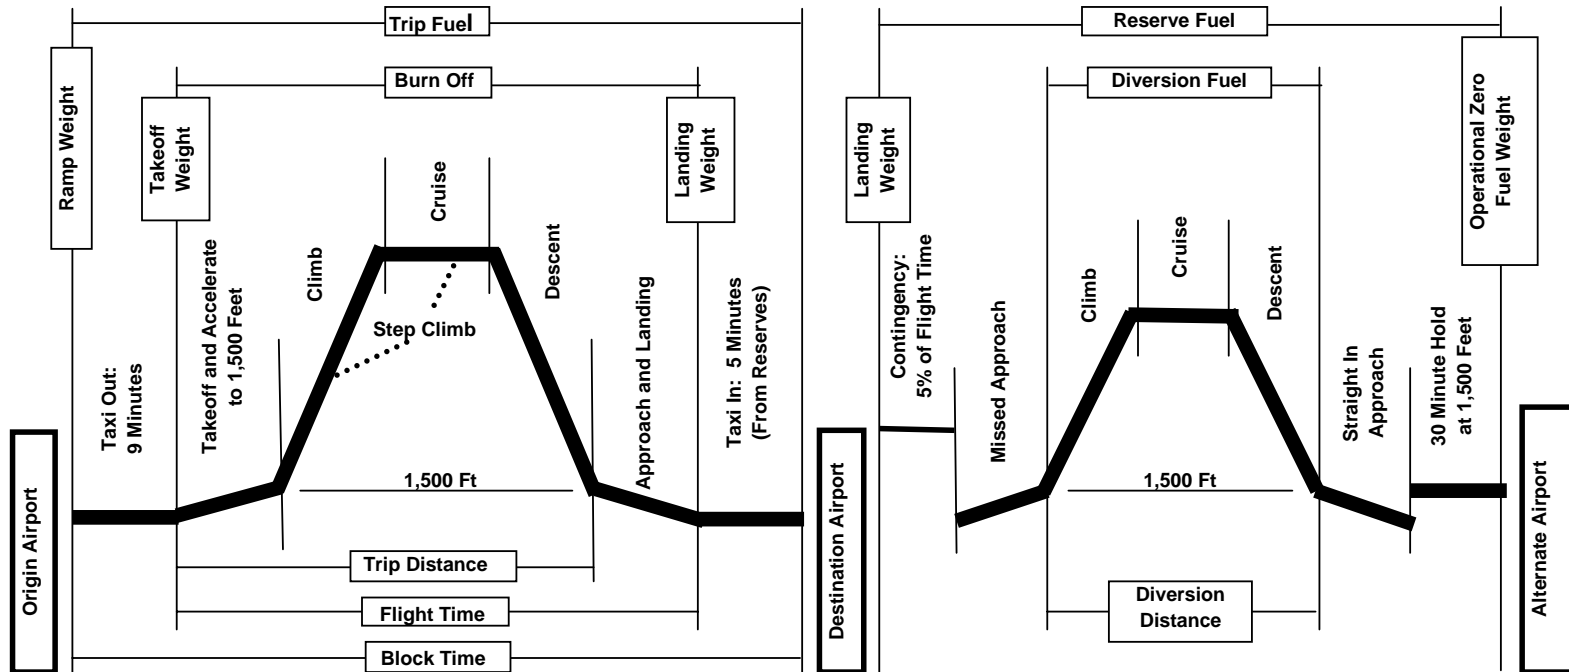 Trip Fuel
Reserve Fuel
Burn Off
Diversion Fuel
Ramp Weight
Takeoff
Weight
Landing
Weight
Landing
Weight
Operational Zero
Fuel Weight
Cruise
Climb
Descent
Step Climb
Taxi Out:
9 Minutes
Takeoff and Accelerate
to 1,500 Feet
Approach and Landing
Taxi In: 5 Minutes
(From Reserves)
1,500 Ft
Origin Airport
Trip Distance
Flight Time
Block Time
Contingency:
5% of Flight Time
Missed Approach
Climb
Cruise
Descent
Straight In
Approach
30 Minute Hold
at 1,500 Feet
1,500 Ft
Destination Airport
Diversion
Distance
Alternate Airport